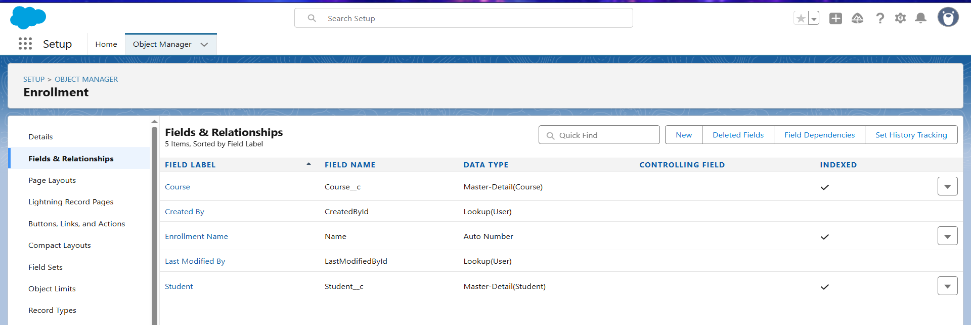 Search Setup
Setup Home Object Manager
SETUP > OBJECT MANAGER
Enrollment
Details
Fields & Relationships
Page Layouts
Lightning Record Pages
Buttons, Links, and Actions
Compact Layouts
Field Sets
Object Limits
Record Types
Fields & Relationships
5 Items, Sorted by Field Label
Quick Find New Deleted Fields Field Dependencies Set History Tracking
FIELD LABEL FIELD NAME DATA TYPE CONTROLLING FIELD INDEXED
Course Course__c Master-Detail(Course)
Created By CreatedById Lookup(User)
Enrollment Name Name Auto Number
Last Modified By LastModifiedById Lookup(User)
Student Student__c Master-Detail(Student)